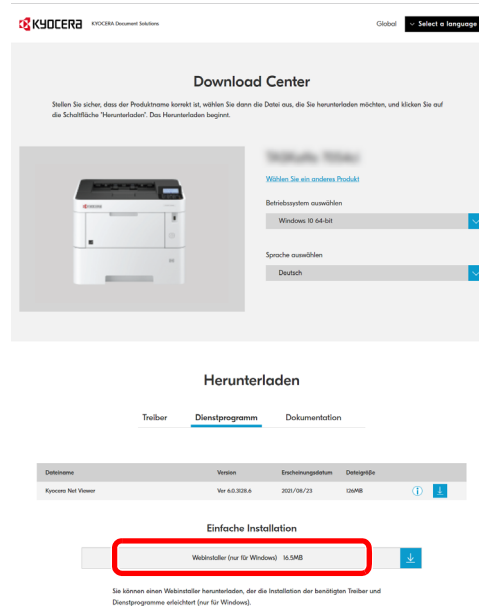 KYOCERA KYOCERA Document Solutions Global Select a language
Download Center
Stellen Sie sicher, dass der Produktname korrekt ist, wählen Sie dann die Datei aus, die Sie herunterladen möchten, und klicken Sie auf
die Schaltfläche "Herunterladen". Das Herunterladen beginnt.
Wählen Sie ein anderes Produkt
Betriebssystem auswählen
Windows 10 64-bit
Sprache auswählen
Deutsch
Herunterladen
Treiber Dienstprogramm Dokumentation
Dateiname Version Erscheinungsdatum Dateigröße
Kyocera Net Viewer Ver 6.0.3128.6 2021/08/23 126MB
Einfache Installation
Webinstaller (nur für Windows) 16.5MB
Sie können einen Webinstaller herunterladen, der die Installation der benötigten Treiber und
Dienstprogramme erleichtert (nur für Windows).